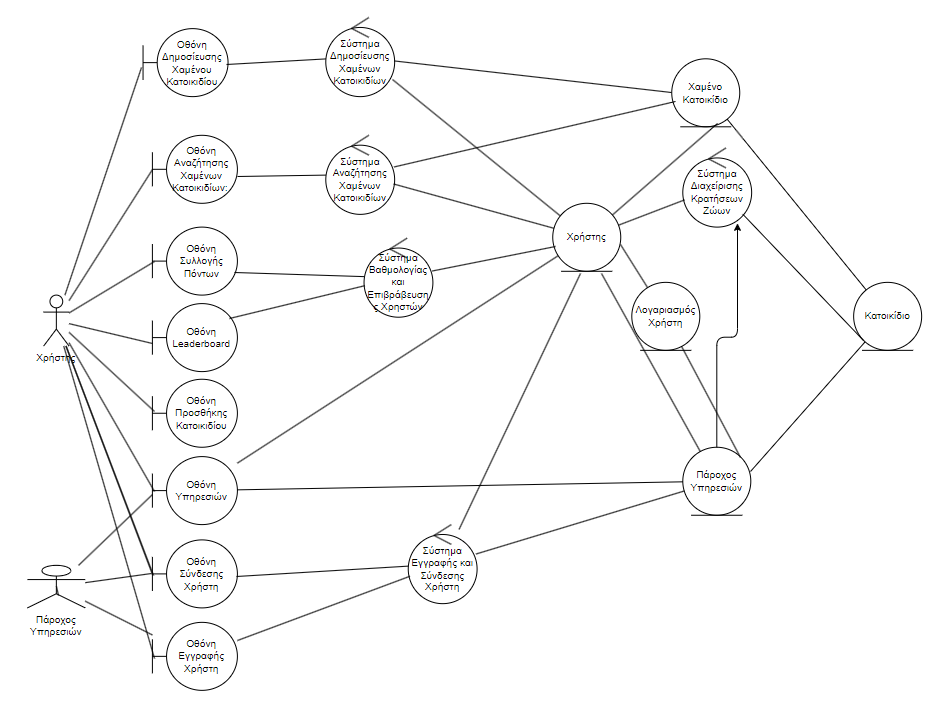 Οθόνη
Δημοσίευσης
Χαμένου
Κατοικιδίου
Σύστημα
Δημοσίευσης
Χαμένων
Κατοικιδίων
Χαμένο
Κατοικίδιο
Οθόνη
Αναζήτησης
Χαμένων
Κατοικιδίων:
Σύστημα
Αναζήτησης
Χαμένων
Κατοικιδίων
Σύστημα
Διαχείρισης
Κρατήσεων
Ζώων
Οθόνη
Συλλογής
Πόντων
Σύστημα
Βαθμολογίας
και
Επιβράβευση
ς Χρηστών
Χρήστης
Χρήστης
Οθόνη
Leaderboard
Λογαριασμός
Χρήστη
Κατοικίδιο
Οθόνη
Προσθήκης
Κατοικιδίου
Οθόνη
Υπηρεσιών
Πάροχος
Υπηρεσιών
Οθόνη
Σύνδεσης
Χρήστη
Σύστημα
Εγγραφής και
Σύνδεσης
Χρήστη
Πάροχος
Υπηρεσιών
Οθόνη
Εγγραφής
Χρήστη